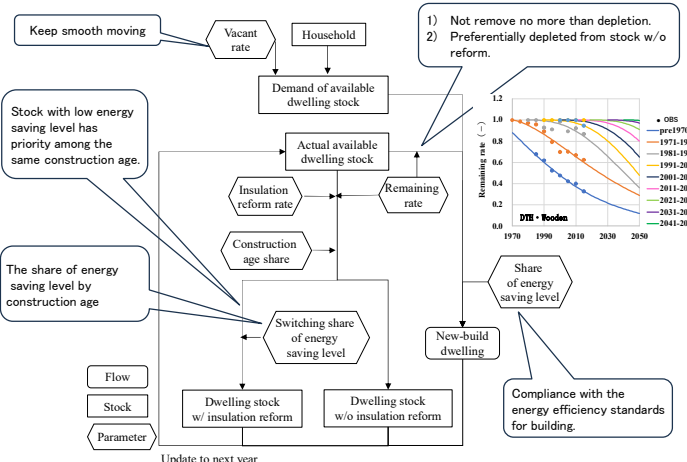 Keep smooth moving
Vacant
rate
Household
1) Not remove no more than depletion.
2) Preferentially depleted from stock w/o
reform.
Demand of available
dwelling stock
Stock with low energy
saving level has
priority among the
same construction age.
Actual available
dwelling stock
Insulation
reform rate
Remaining
rate
Construction
age share
The share of energy
saving level by
construction age
Switching share
of energy
saving level
Share
of energy
saving level
New-build
dwelling
Flow
Stock
Parameter
Dwelling stock
w/ insulation reform
Dwelling stock
w/o insulation reform
Compliance with the
energy efficiency standards
for building.
Update to next year
Remaining rate (−)
1.2
1.0
0.8
0.6
0.4
0.2
0.0
1970 1990 2010 2030 2050
DTH・Wooden
OBS
pre1970
1971-19
1981-19
1991-20
2001-20
2011-20
2021-20
2031-20
2041-20